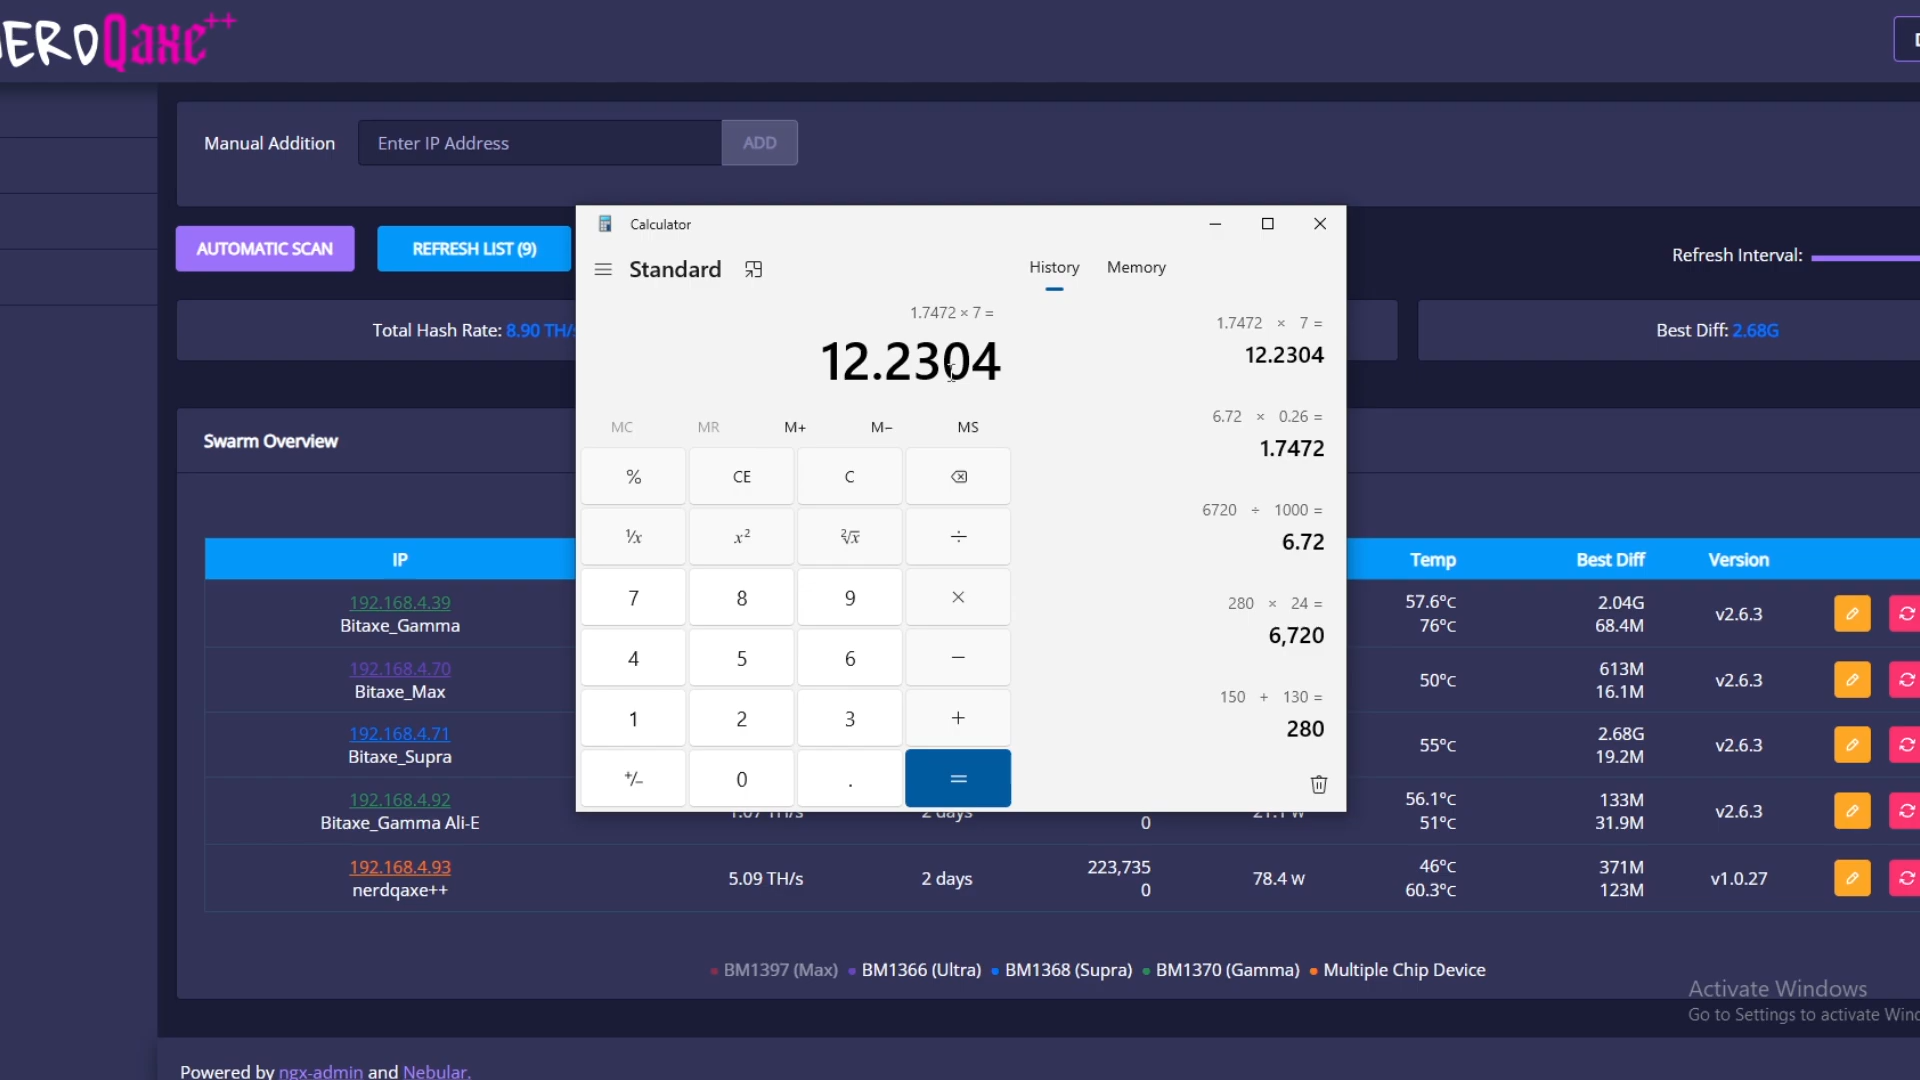 ERDQaxe++
Manual Addition
Enter IP Address
ADD
AUTOMATIC SCAN
REFRESH LIST (9)
Refresh Interval:
Total Hash Rate: 8.90 TH/s
Best Diff: 2.68G
Swarm Overview
Calculator
Standard
History
Memory
1.7472 × 7 =
12.2304
MC
MR
M+
M−
MS
%
CE
C
¹⁄x
x²
²√x
÷
7
8
9
×
4
5
6
−
1
2
3
+
+/−
0
.
=
1.7472 × 7 =
12.2304
6.72 × 0.26 =
1.7472
6720 ÷ 1000 =
6.72
280 × 24 =
6,720
150 + 130 =
280
IP
Temp
Best Diff
Version
192.168.4.39
Bitaxe_Gamma
57.6°C
76°C
2.04G
68.4M
v2.6.3
192.168.4.70
Bitaxe_Max
50°C
613M
16.1M
v2.6.3
192.168.4.71
Bitaxe_Supra
55°C
2.68G
19.2M
v2.6.3
192.168.4.92
Bitaxe_Gamma Ali-E
1.07 TH/s
2 days
0
21.1 w
56.1°C
51°C
133M
31.9M
v2.6.3
192.168.4.93
nerdqaxe++
5.09 TH/s
2 days
223,735
0
78.4 w
46°C
60.3°C
371M
123M
v1.0.27
BM1397 (Max)
BM1366 (Ultra)
BM1368 (Supra)
BM1370 (Gamma)
Multiple Chip Device
Activate Windows
Go to Settings to activate Win
Powered by ngx-admin and Nebular.